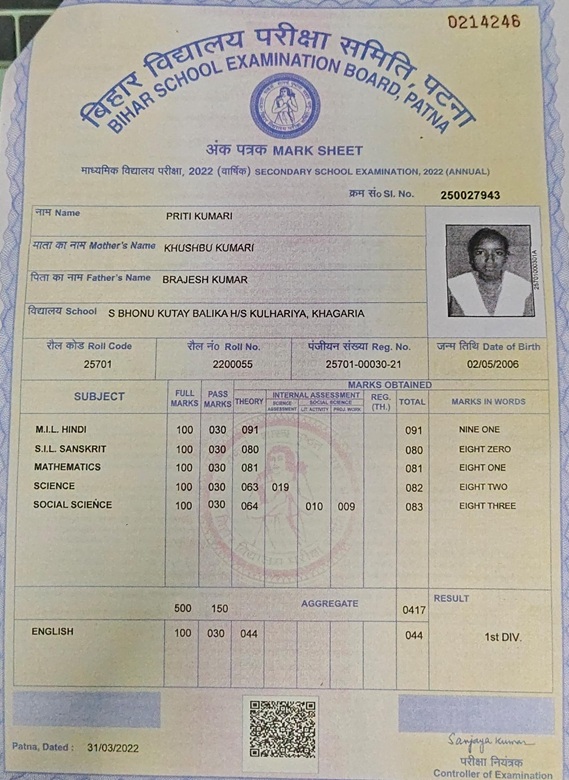 0214246
बिहार विद्यालय परीक्षा समिति, पटना
BIHAR SCHOOL EXAMINATION BOARD, PATNA
अंक पत्रक MARK SHEET
माध्यमिक विद्यालय परीक्षा, 2022 (वार्षिक) SECONDARY SCHOOL EXAMINATION, 2022 (ANNUAL)
क्रम सं० Sl. No. 250027943
नाम Name PRITI KUMARI
माता का नाम Mother's Name KHUSHBU KUMARI
पिता का नाम Father's Name BRAJESH KUMAR
विद्यालय School S BHONU KUTAY BALIKA H/S KULHARIYA, KHAGARIA
रौल कोड Roll Code रौल नं० Roll No. पंजीयन संख्या Reg. No. जन्म तिथि Date of Birth
25701 2200055 25701-00030-21 02/05/2006
MARKS OBTAINED
SUBJECT FULL MARKS PASS MARKS THEORY INTERNAL ASSESSMENT REG. (TH.) TOTAL MARKS IN WORDS
SCIENCE ASSESSMENT SOCIAL SCIENCE LIT. ACTIVITY PROJ. WORK
M.I.L. HINDI 100 030 091 091 NINE ONE
S.I.L. SANSKRIT 100 030 080 080 EIGHT ZERO
MATHEMATICS 100 030 081 081 EIGHT ONE
SCIENCE 100 030 063 019 082 EIGHT TWO
SOCIAL SCIENCE 100 030 064 010 009 083 EIGHT THREE
500 150 AGGREGATE 0417 RESULT
ENGLISH 100 030 044 044 1st DIV.
Patna, Dated : 31/03/2022
Sanjaya Kumar
परीक्षा नियंत्रक
Controller of Examination